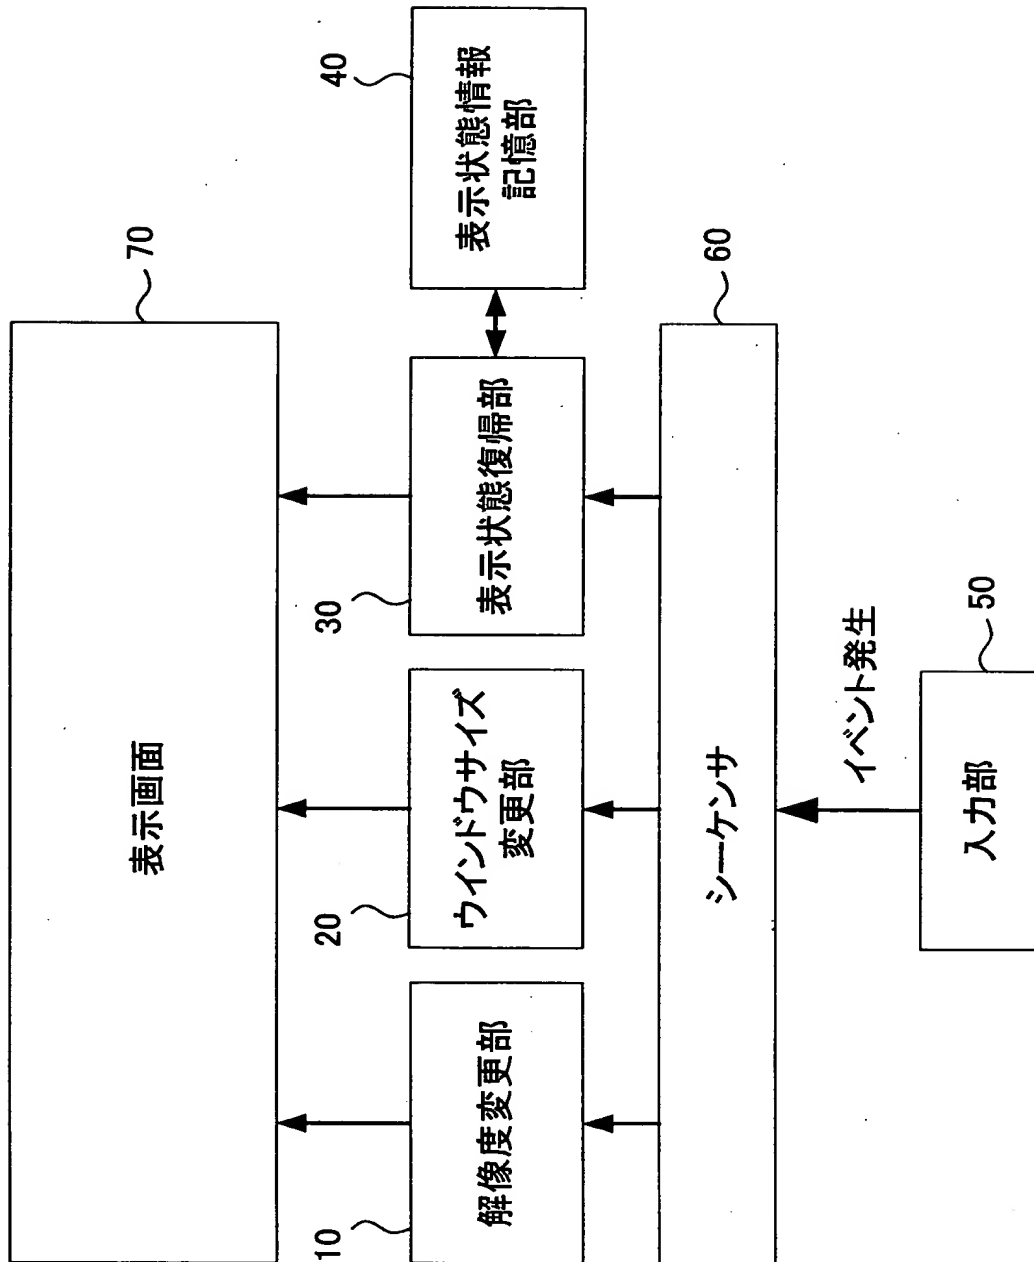 70
表示画面
40
表示状態情報
記憶部
30
表示状態復帰部
20
ウインドウサイズ
変更部
10
解像度変更部
60
シーケンサ
イベント発生
50
入力部